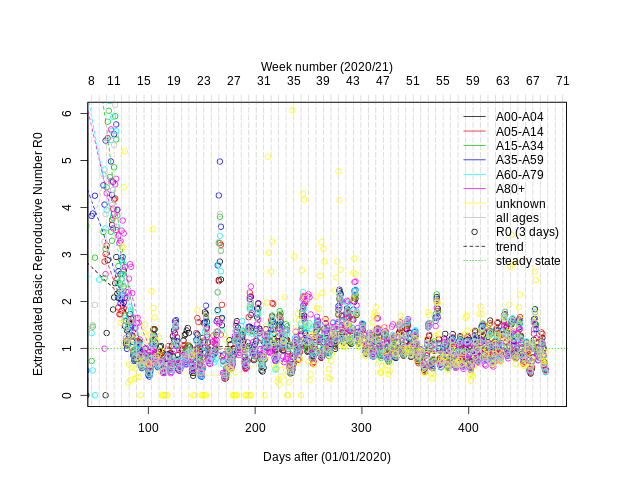 Week number (2020/21)
8 11 15 19 23 27 31 35 39 43 47 51 55 59 63 67 71
Extrapolated Basic Reproductive Number R0
6
5
4
3
2
1
0
A00-A04
A05-A14
A15-A34
A35-A59
A60-A79
A80+
unknown
all ages
R0 (3 days)
trend
steady state
100 200 300 400
Days after (01/01/2020)